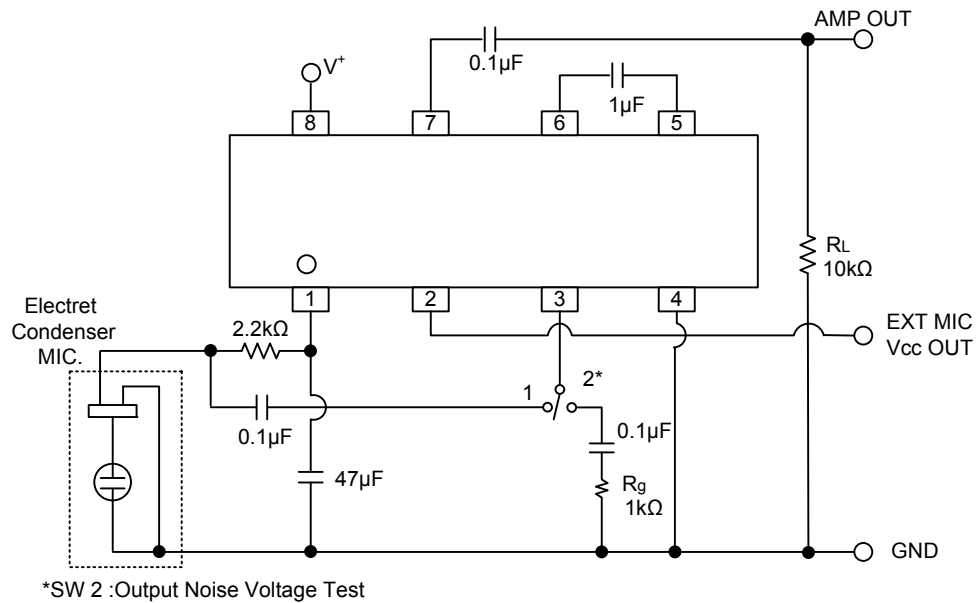 AMP OUT
0.1µF
V+
1µF
8
7
6
5
RL
10kΩ
1
2
3
4
Electret
Condenser
MIC.
2.2kΩ
EXT MIC
Vcc OUT
1
2*
0.1µF
0.1µF
47µF
Rg
1kΩ
GND
*SW 2 :Output Noise Voltage Test